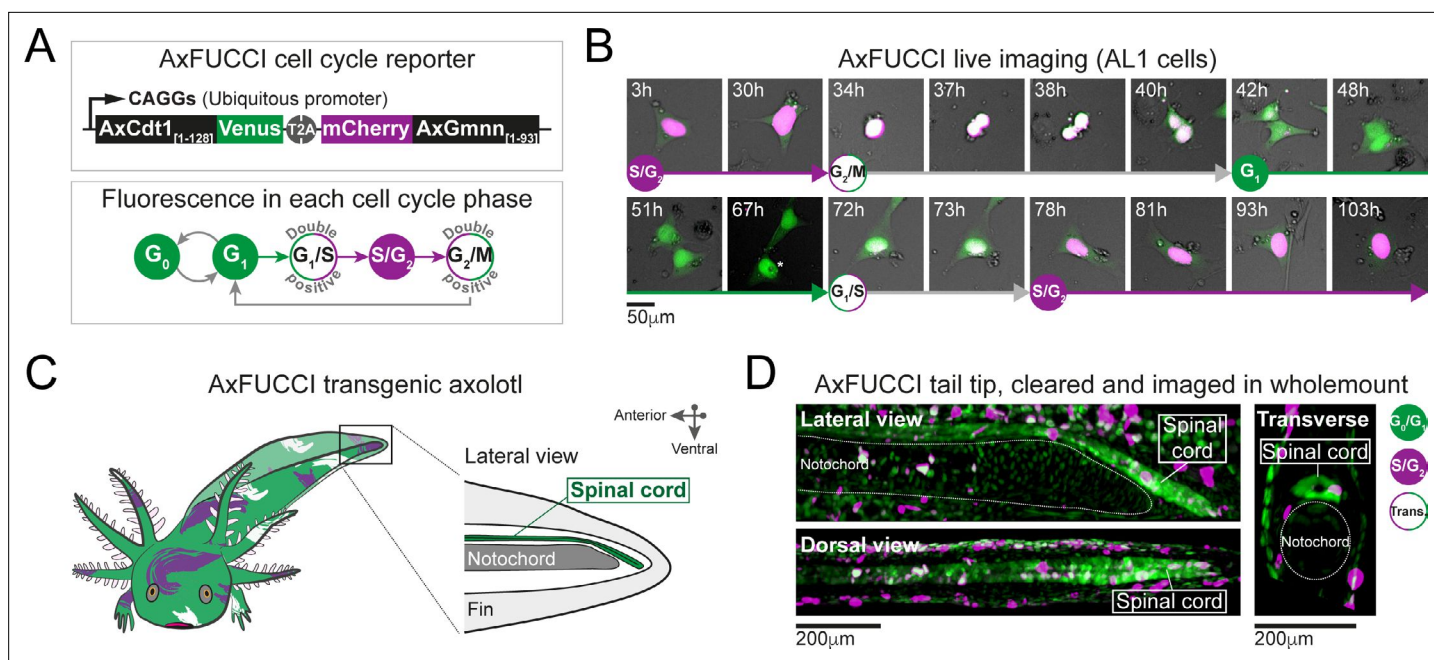 A
AxFUCCI cell cycle reporter
CAGGs (Ubiquitous promoter)
AxCdt1[1-128] Venus T2A mCherry AxGmnn[1-93]
Fluorescence in each cell cycle phase
G0 G1 Double G1/S positive S/G2 Double G2/M positive
B
AxFUCCI live imaging (AL1 cells)
3h 30h 34h 37h 38h 40h 42h 48h
S/G2 G2/M G1
51h 67h 72h 73h 78h 81h 93h 103h
*
G1/S S/G2
50μm
C
AxFUCCI transgenic axolotl
Anterior
Ventral
Lateral view
Spinal cord
Notochord
Fin
D
AxFUCCI tail tip, cleared and imaged in wholemount
Lateral view
Spinal
cord
Notochord
Dorsal view
Spinal cord
200μm
Transverse
Spinal cord
Notochord
200μm
G0/G1
S/G2
Trans.